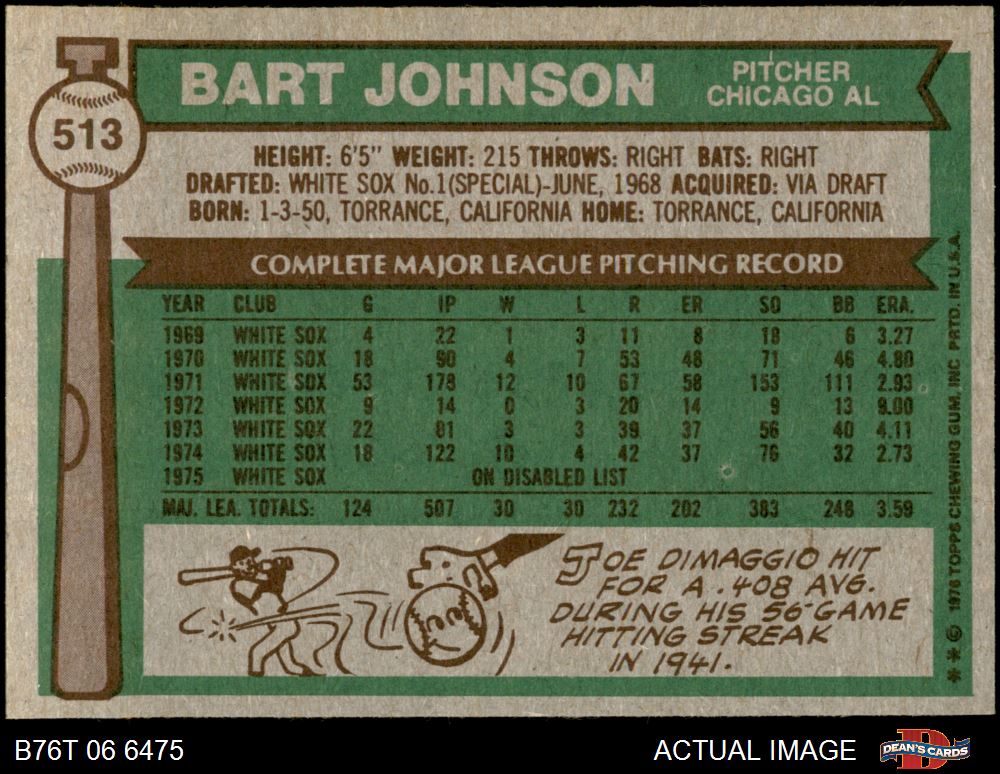 513
BART JOHNSON
PITCHER
CHICAGO AL
HEIGHT: 6'5" WEIGHT: 215 THROWS: RIGHT BATS: RIGHT
DRAFTED: WHITE SOX No.1(SPECIAL)-JUNE, 1968 ACQUIRED: VIA DRAFT
BORN: 1-3-50, TORRANCE, CALIFORNIA HOME: TORRANCE, CALIFORNIA
COMPLETE MAJOR LEAGUE PITCHING RECORD
YEAR CLUB G IP W L R ER SO BB ERA.
1969 WHITE SOX 4 22 1 3 11 8 18 6 3.27
1970 WHITE SOX 18 90 4 7 53 48 71 46 4.80
1971 WHITE SOX 53 178 12 10 67 58 153 111 2.93
1972 WHITE SOX 9 14 0 3 20 14 9 13 9.00
1973 WHITE SOX 22 81 3 3 39 37 56 40 4.11
1974 WHITE SOX 18 122 10 4 42 37 76 32 2.73
1975 WHITE SOX ON DISABLED LIST
MAJ. LEA. TOTALS: 124 507 30 30 232 202 383 248 3.59
JOE DIMAGGIO HIT
FOR A .408 AVG.
DURING HIS 56-GAME
HITTING STREAK
IN 1941.
** © 1976 TOPPS CHEWING GUM, INC PRTD. IN U.S.A.
B76T 06 6475
ACTUAL IMAGE
DEAN'S CARDS